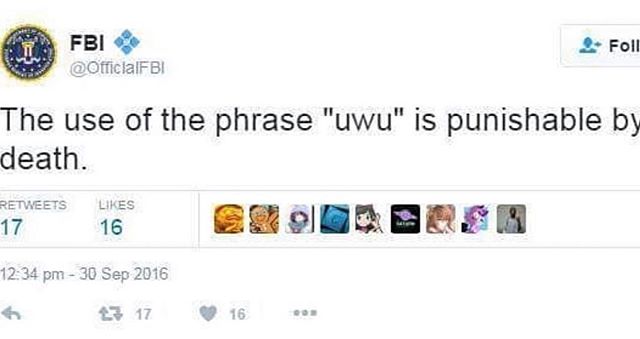 FBI
@OfficialFBI
The use of the phrase "uwu" is punishable by
death.
RETWEETS LIKES
17 16
12:34 pm - 30 Sep 2016
17 16